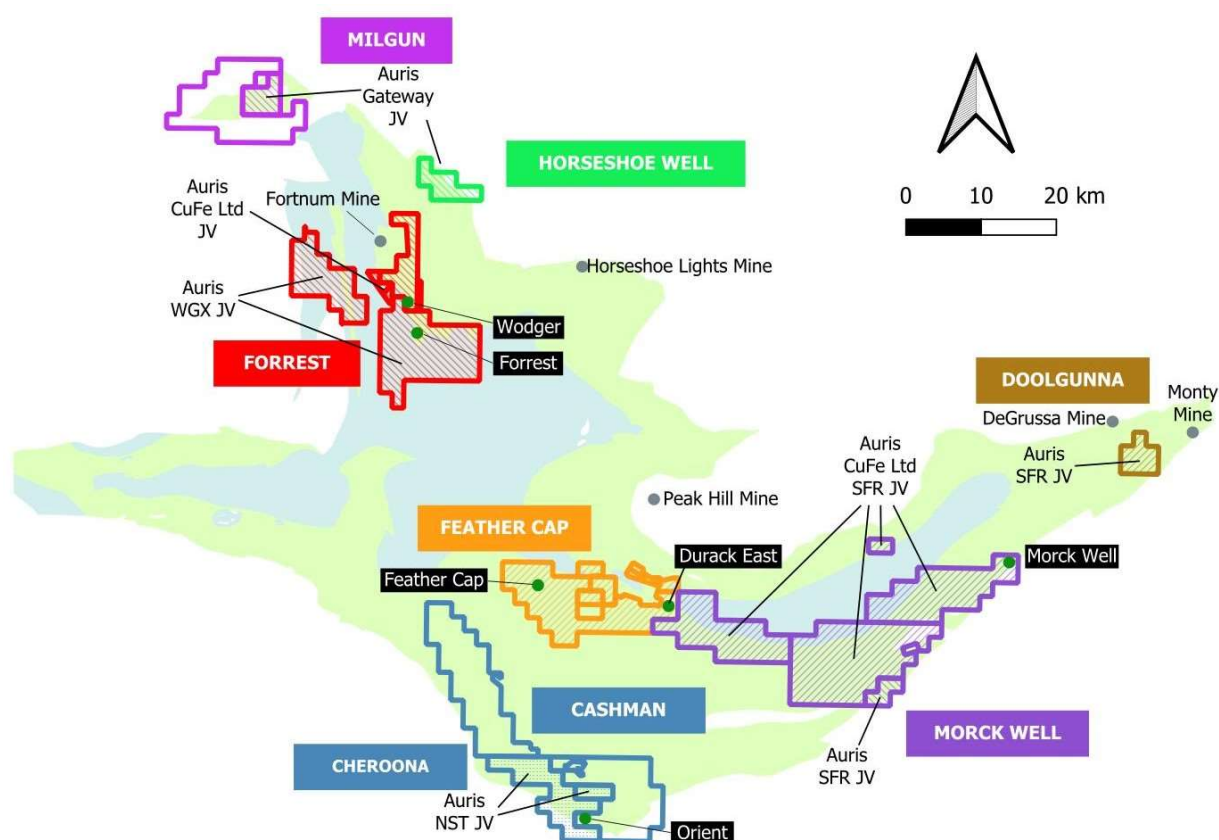 MILGUN
Auris
Gateway
JV
HORSESHOE WELL
0 10 20 km
Auris
CuFe Ltd
JV
Fortnum Mine
Horseshoe Lights Mine
Auris
WGX JV
Wodger
Forrest
FORREST
DOOLGUNNA
Monty
Mine
DeGrussa Mine
Auris
CuFe Ltd
SFR JV
Auris
SFR JV
Peak Hill Mine
FEATHER CAP
Durack East
Morck Well
Feather Cap
CASHMAN
MORCK WELL
CHEROONA
Auris
SFR JV
Auris
NST JV
Orient